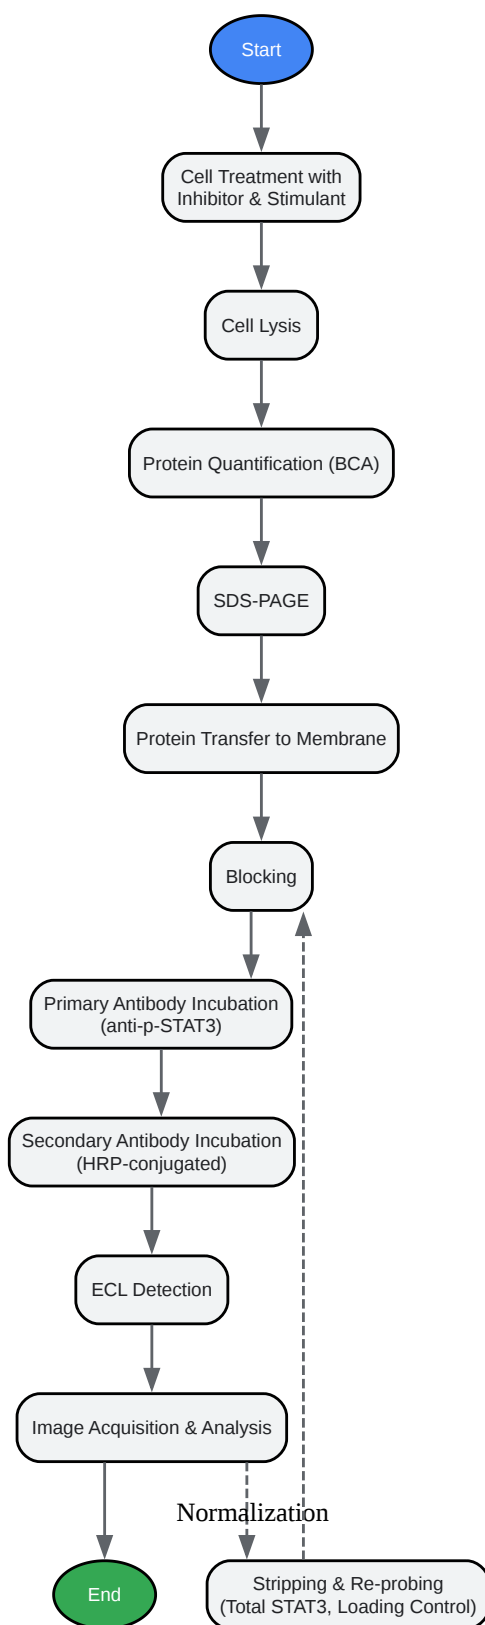 Start
Cell Treatment with
Inhibitor & Stimulant
Cell Lysis
Protein Quantification (BCA)
SDS-PAGE
Protein Transfer to Membrane
Blocking
Primary Antibody Incubation
(anti-p-STAT3)
Secondary Antibody Incubation
(HRP-conjugated)
ECL Detection
Image Acquisition & Analysis
Normalization
End
Stripping & Re-probing
(Total STAT3, Loading Control)